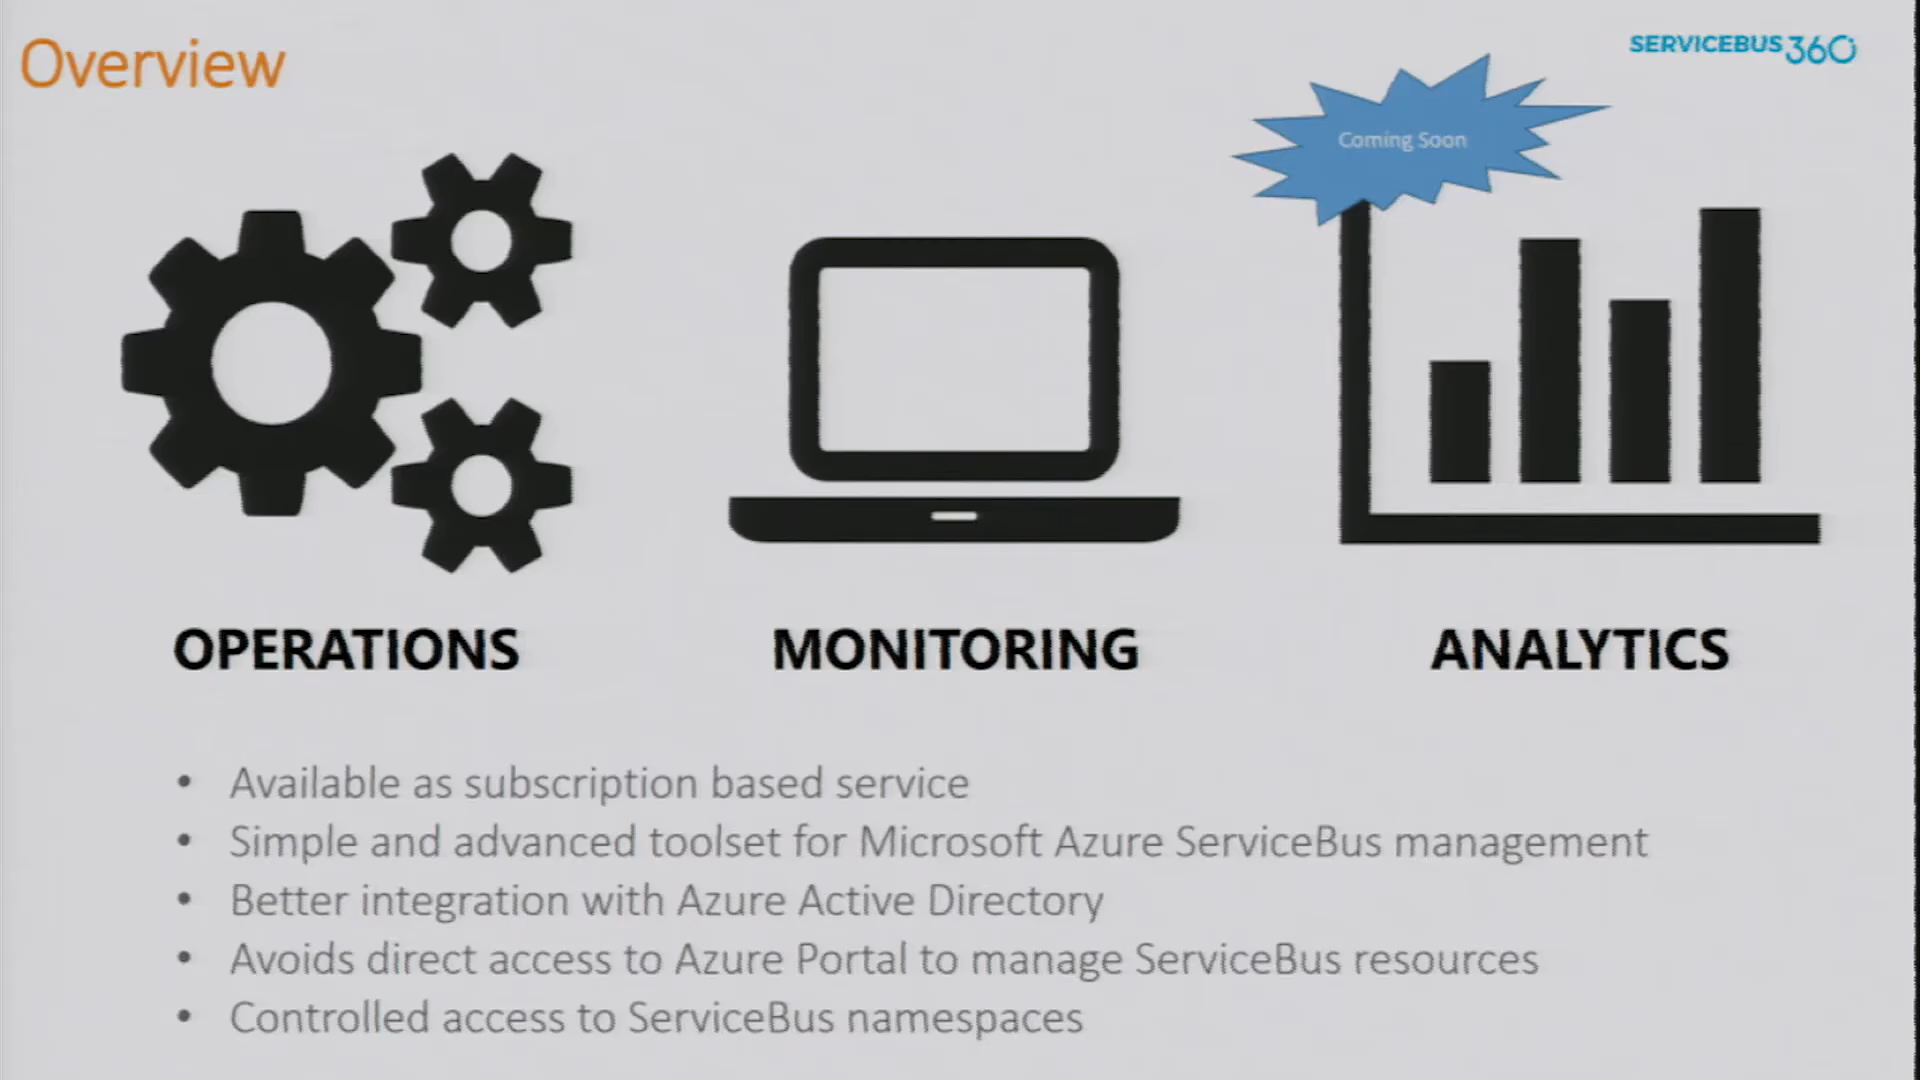 Overview
SERVICEBUS360
Coming Soon
OPERATIONS
MONITORING
ANALYTICS
• Available as subscription based service
• Simple and advanced toolset for Microsoft Azure ServiceBus management
• Better integration with Azure Active Directory
• Avoids direct access to Azure Portal to manage ServiceBus resources
• Controlled access to ServiceBus namespaces